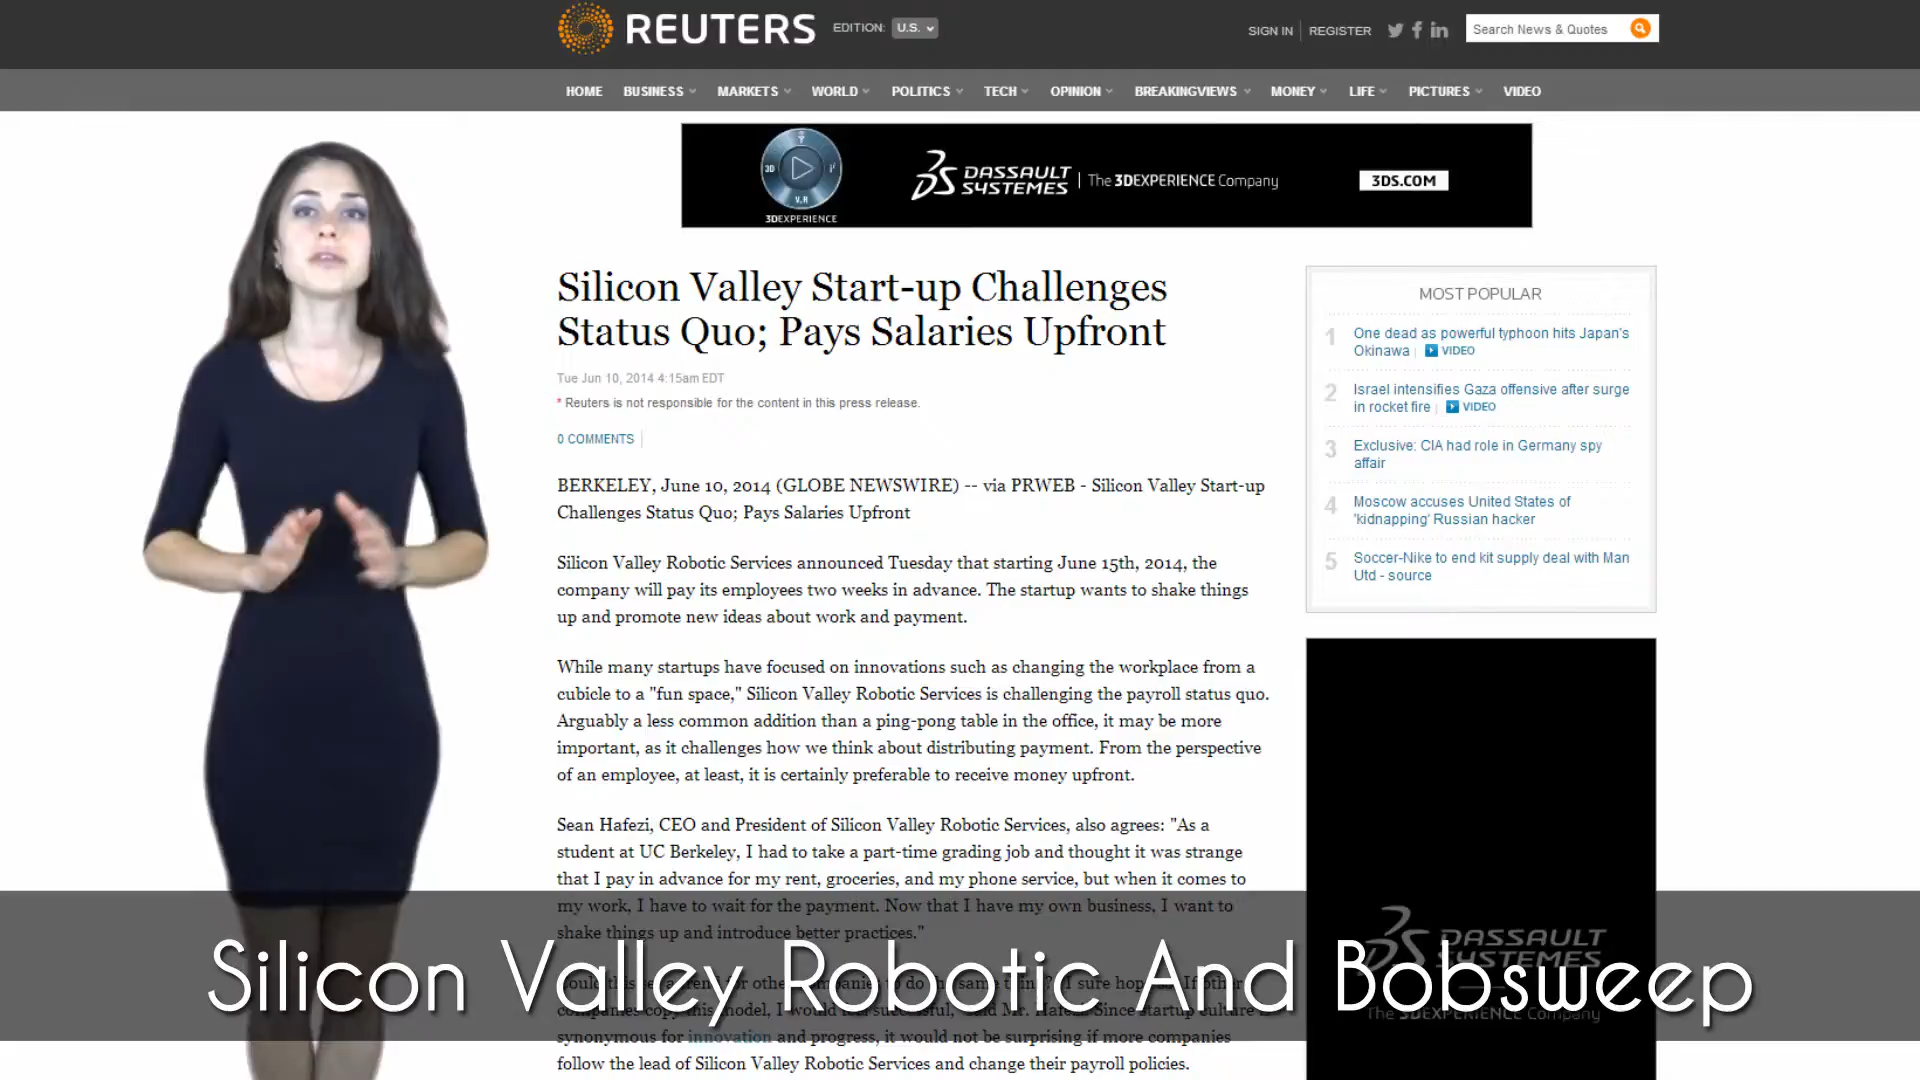 REUTERS
EDITION: U.S.
SIGN IN REGISTER
Search News & Quotes
HOME BUSINESS MARKETS WORLD POLITICS TECH OPINION BREAKINGVIEWS MONEY LIFE PICTURES VIDEO
3D
V.R
3DEXPERIENCE
DASSAULT SYSTEMES | The 3DEXPERIENCE Company
3DS.COM
Silicon Valley Start-up Challenges
Status Quo; Pays Salaries Upfront
Tue Jun 10, 2014 4:15am EDT
* Reuters is not responsible for the content in this press release.
0 COMMENTS
BERKELEY, June 10, 2014 (GLOBE NEWSWIRE) -- via PRWEB - Silicon Valley Start-up
Challenges Status Quo; Pays Salaries Upfront
Silicon Valley Robotic Services announced Tuesday that starting June 15th, 2014, the
company will pay its employees two weeks in advance. The startup wants to shake things
up and promote new ideas about work and payment.
While many startups have focused on innovations such as changing the workplace from a
cubicle to a "fun space," Silicon Valley Robotic Services is challenging the payroll status quo.
Arguably a less common addition than a ping-pong table in the office, it may be more
important, as it challenges how we think about distributing payment. From the perspective
of an employee, at least, it is certainly preferable to receive money upfront.
Sean Hafezi, CEO and President of Silicon Valley Robotic Services, also agrees: "As a
student at UC Berkeley, I had to take a part-time grading job and thought it was strange
that I pay in advance for my rent, groceries, and my phone service, but when it comes to
my work, I have to wait for the payment. Now that I have my own business, I want to
shake things up and introduce better practices."
synonymous for innovation and progress, it would not be surprising if more companies
follow the lead of Silicon Valley Robotic Services and change their payroll policies.
MOST POPULAR
1 One dead as powerful typhoon hits Japan's
Okinawa | VIDEO
2 Israel intensifies Gaza offensive after surge
in rocket fire | VIDEO
3 Exclusive: CIA had role in Germany spy
affair
4 Moscow accuses United States of
'kidnapping' Russian hacker
5 Soccer-Nike to end kit supply deal with Man
Utd - source
DASSAULT
SYSTEMES
The 3DEXPERIENCE Company
Silicon Valley Robotic And Bobsweep